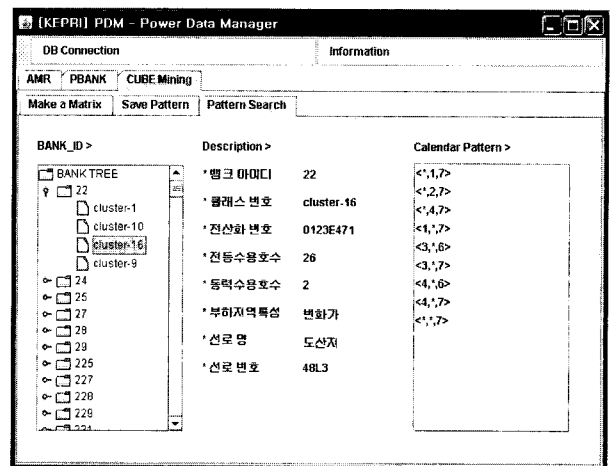 [KEPRI] PDM - Power Data Manager
DB Connection
Information
AMR
PBANK
CUBE Mining
Make a Matrix
Save Pattern
Pattern Search
BANK_ID >
BANK TREE
22
cluster-1
cluster-10
cluster-16
cluster-9
24
25
27
28
29
225
227
228
229
231
Description >
*뱅크 아이디 22
*클래스 번호 cluster-16
*전산화 번호 0123E471
*전등수용호수 26
*동력수용호수 2
*부하지역특성 번화가
*선로 명 도산지
*선로 번호 48L3
Calendar Pattern >
<*,1,7>
<*,2,7>
<*,4,7>
<1,*,7>
<3,*,6>
<3,*,7>
<4,*,6>
<4,*,7>
<*,*,7>